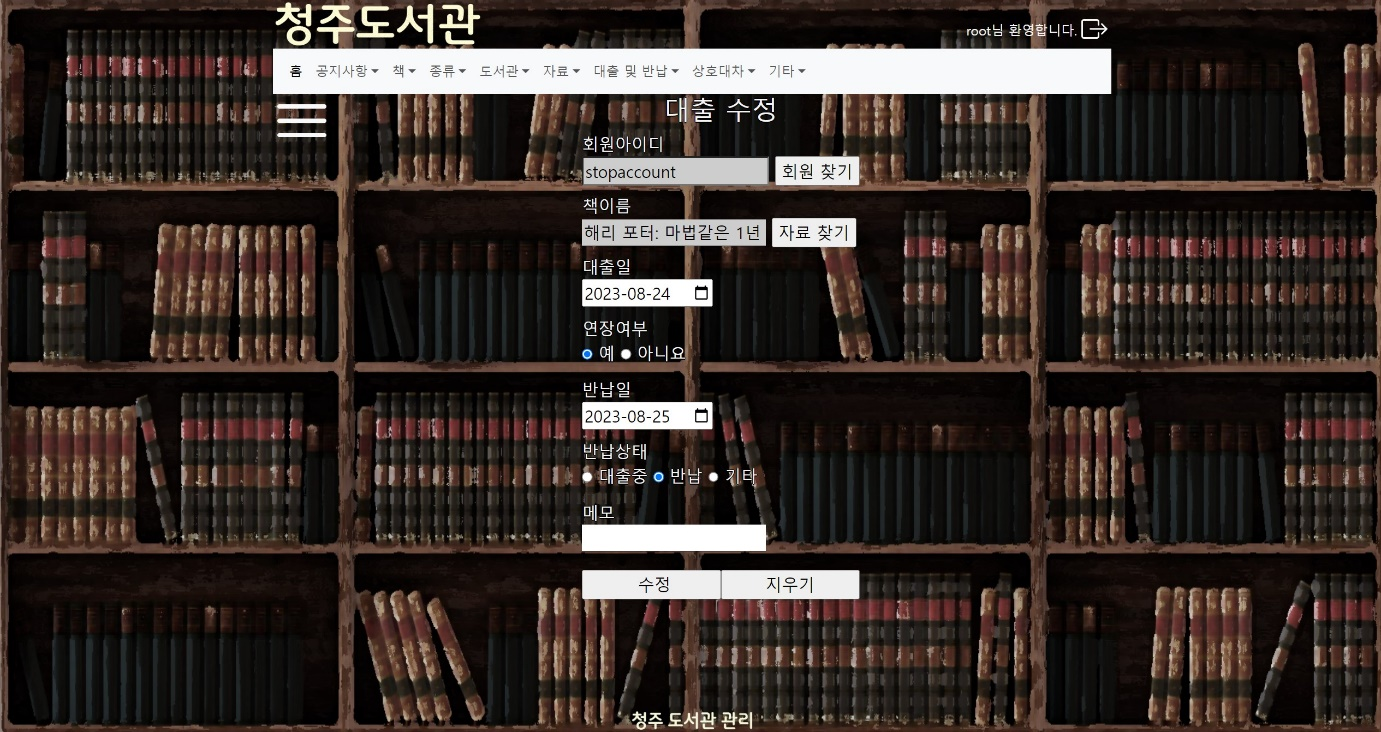 청주도서관
root님 환영합니다.
홈 공지사항 책 종류 도서관 자료 대출 및 반납 상호대차 기타
대출 수정
회원아이디
stopaccount 회원 찾기
책이름
해리 포터: 마법같은 1년 자료 찾기
대출일
2023-08-24
연장여부
예 아니요
반납일
2023-08-25
반납상태
대출중 반납 기타
메모
수정 지우기
청주 도서관 관리